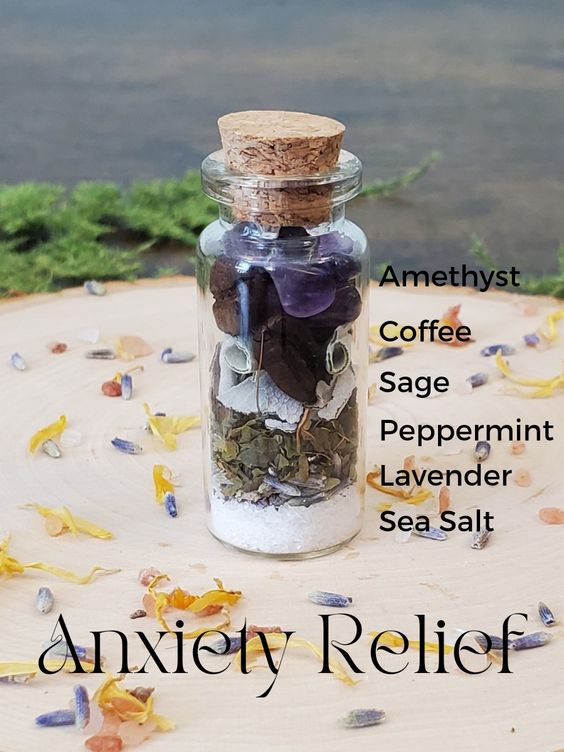 Amethyst
Coffee
Sage
Peppermint
Lavender
Sea Salt
Anxiety Relief